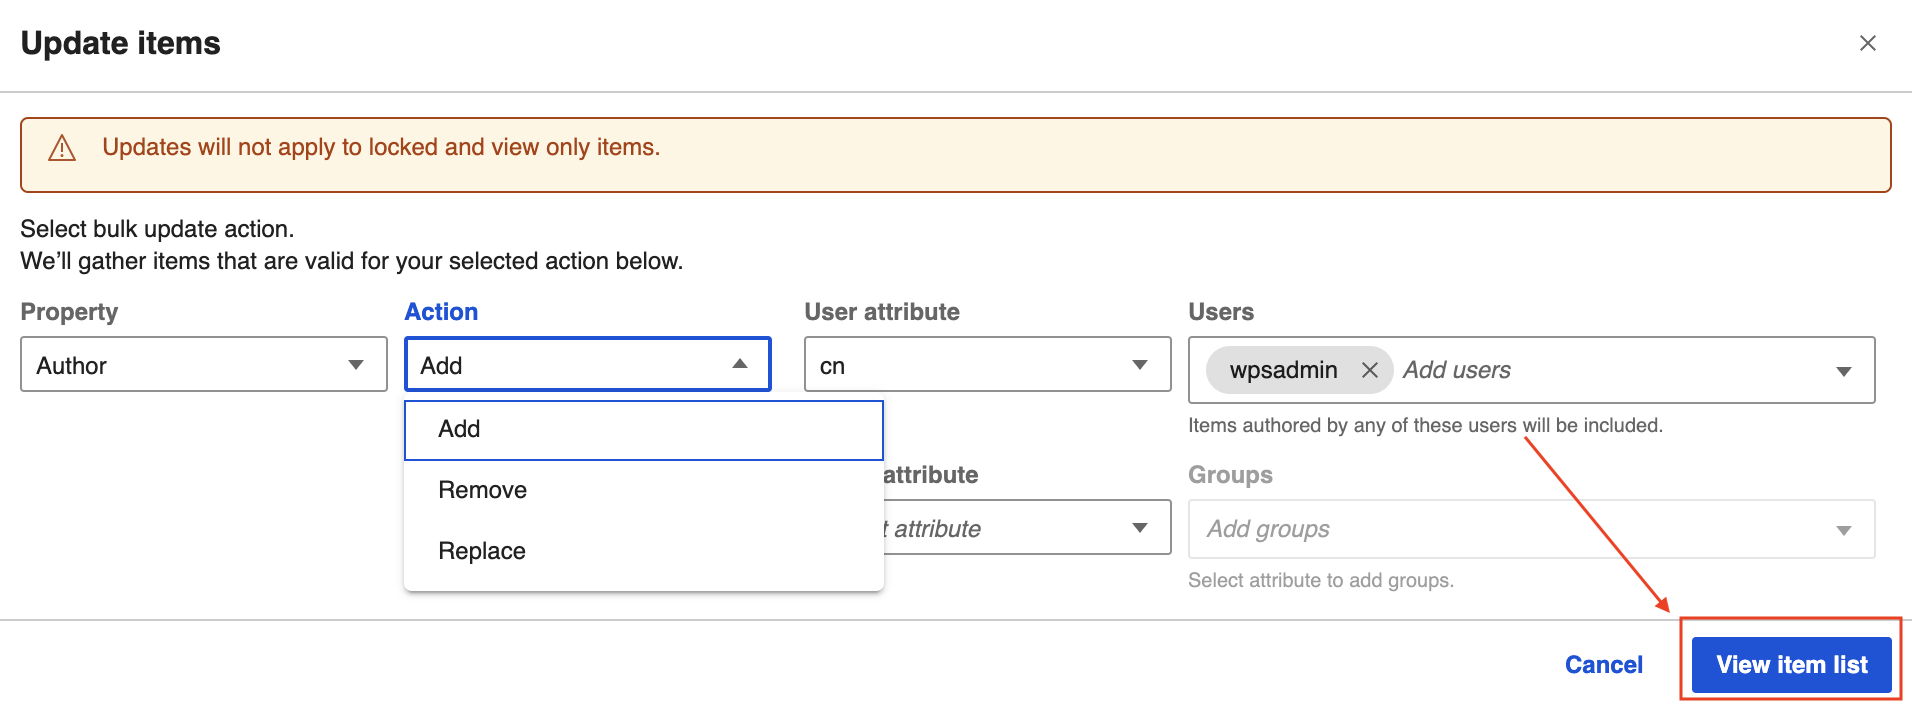 Update items
Updates will not apply to locked and view only items.
Select bulk update action.
We’ll gather items that are valid for your selected action below.
Property
Action
User attribute
Users
Author
Add
cn
wpsadmin
Add users
Items authored by any of these users will be included.
Add
Remove
Replace
attribute
Groups
attribute
Add groups
Select attribute to add groups.
Cancel
View item list